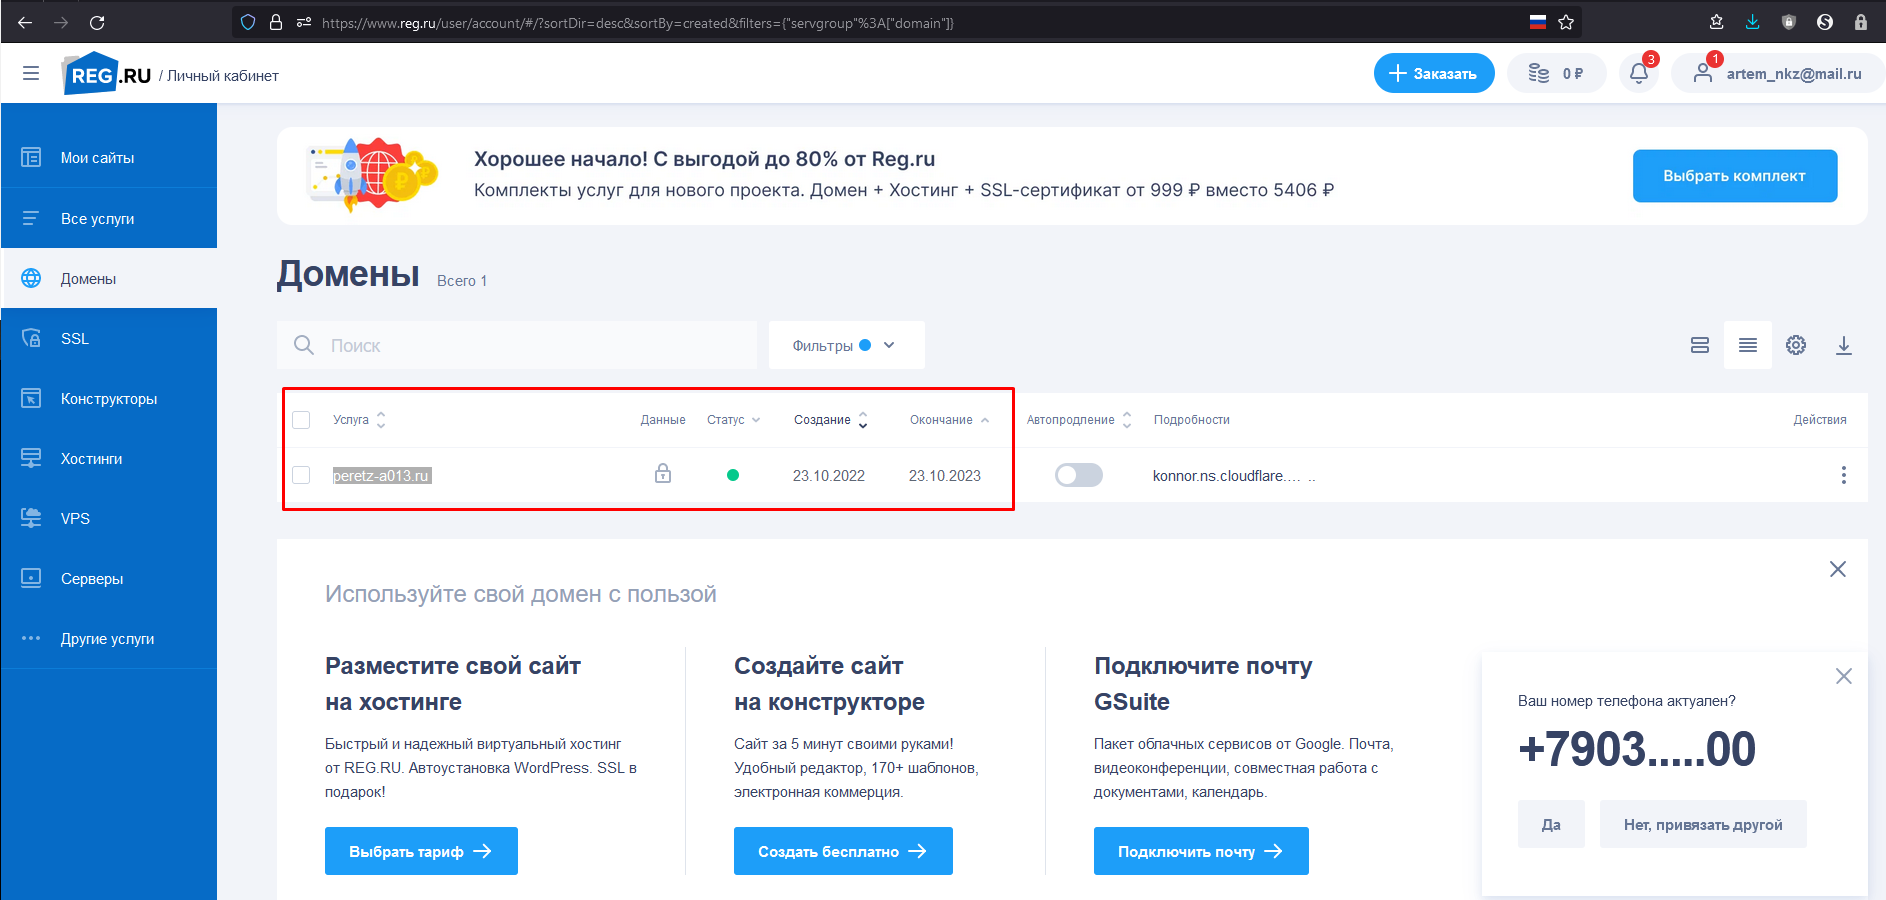 https://www.reg.ru/user/account/#/?sortDir=desc&sortBy=created&filters={"servgroup"%3A["domain"]}
REG.RU / Личный кабинет
Заказать
0 ₽
3
1
artem_nkz@mail.ru
Мои сайты
Все услуги
Домены
SSL
Конструкторы
Хостинги
VPS
Серверы
Другие услуги
Хорошее начало! С выгодой до 80% от Reg.ru
Комплекты услуг для нового проекта. Домен + Хостинг + SSL-сертификат от 999 ₽ вместо 5406 ₽
Выбрать комплект
Домены Всего 1
Поиск
Фильтры
Услуга Данные Статус Создание Окончание Автопродление Подробности Действия
peretz-a013.ru 23.10.2022 23.10.2023 konnor.ns.cloudflare.... ..
Используйте свой домен с пользой
Разместите свой сайт
на хостинге
Быстрый и надежный виртуальный хостинг
от REG.RU. Автоустановка WordPress. SSL в
подарок!
Выбрать тариф
Создайте сайт
на конструкторе
Сайт за 5 минут своими руками!
Удобный редактор, 170+ шаблонов,
электронная коммерция.
Создать бесплатно
Подключите почту
GSuite
Пакет облачных сервисов от Google. Почта,
видеоконференции, совместная работа с
документами, календарь.
Подключить почту
Ваш номер телефона актуален?
+7903.....00
Да
Нет, привязать другой